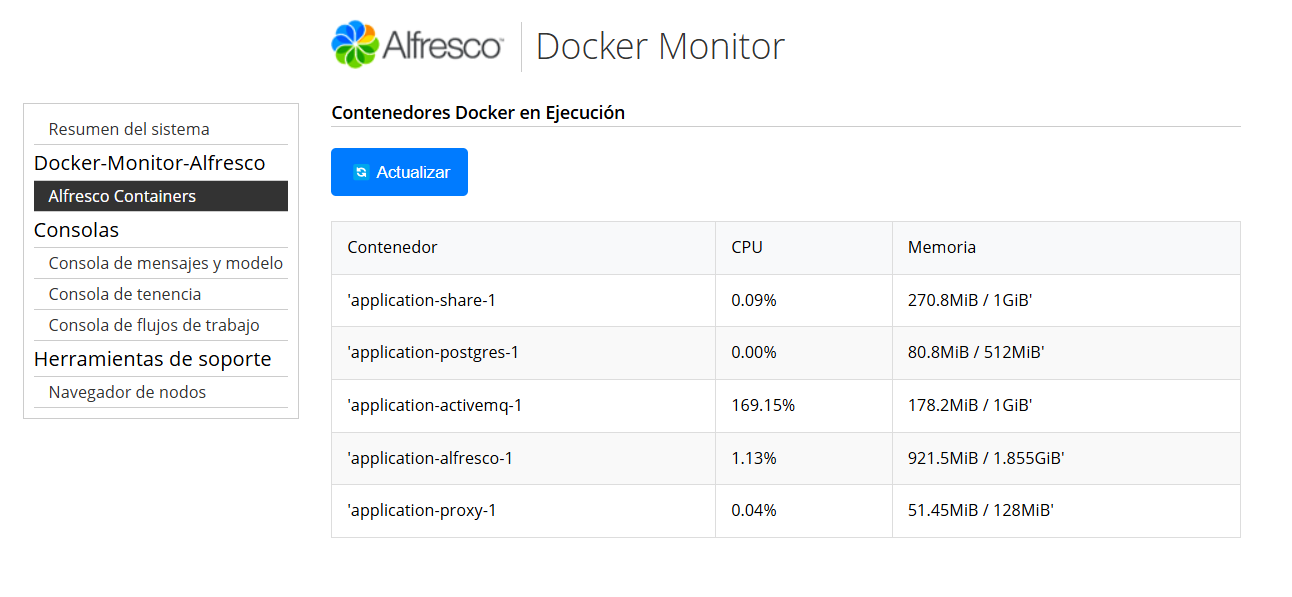 Alfresco™ Docker Monitor
Resumen del sistema
Docker-Monitor-Alfresco
Alfresco Containers
Consolas
Consola de mensajes y modelo
Consola de tenencia
Consola de flujos de trabajo
Herramientas de soporte
Navegador de nodos
Contenedores Docker en Ejecución
Actualizar
Contenedor CPU Memoria
'application-share-1 0.09% 270.8MiB / 1GiB'
'application-postgres-1 0.00% 80.8MiB / 512MiB'
'application-activemq-1 169.15% 178.2MiB / 1GiB'
'application-alfresco-1 1.13% 921.5MiB / 1.855GiB'
'application-proxy-1 0.04% 51.45MiB / 128MiB'